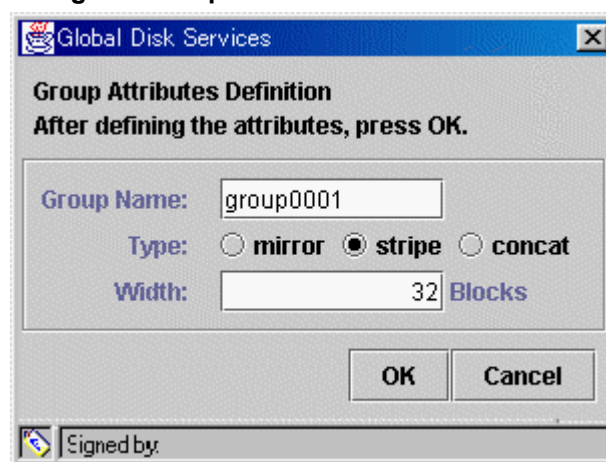 Global Disk Services
Group Attributes Definition
After defining the attributes, press OK.
Group Name: group0001
Type: mirror stripe concat
Width: 32 Blocks
OK Cancel
Signed by: